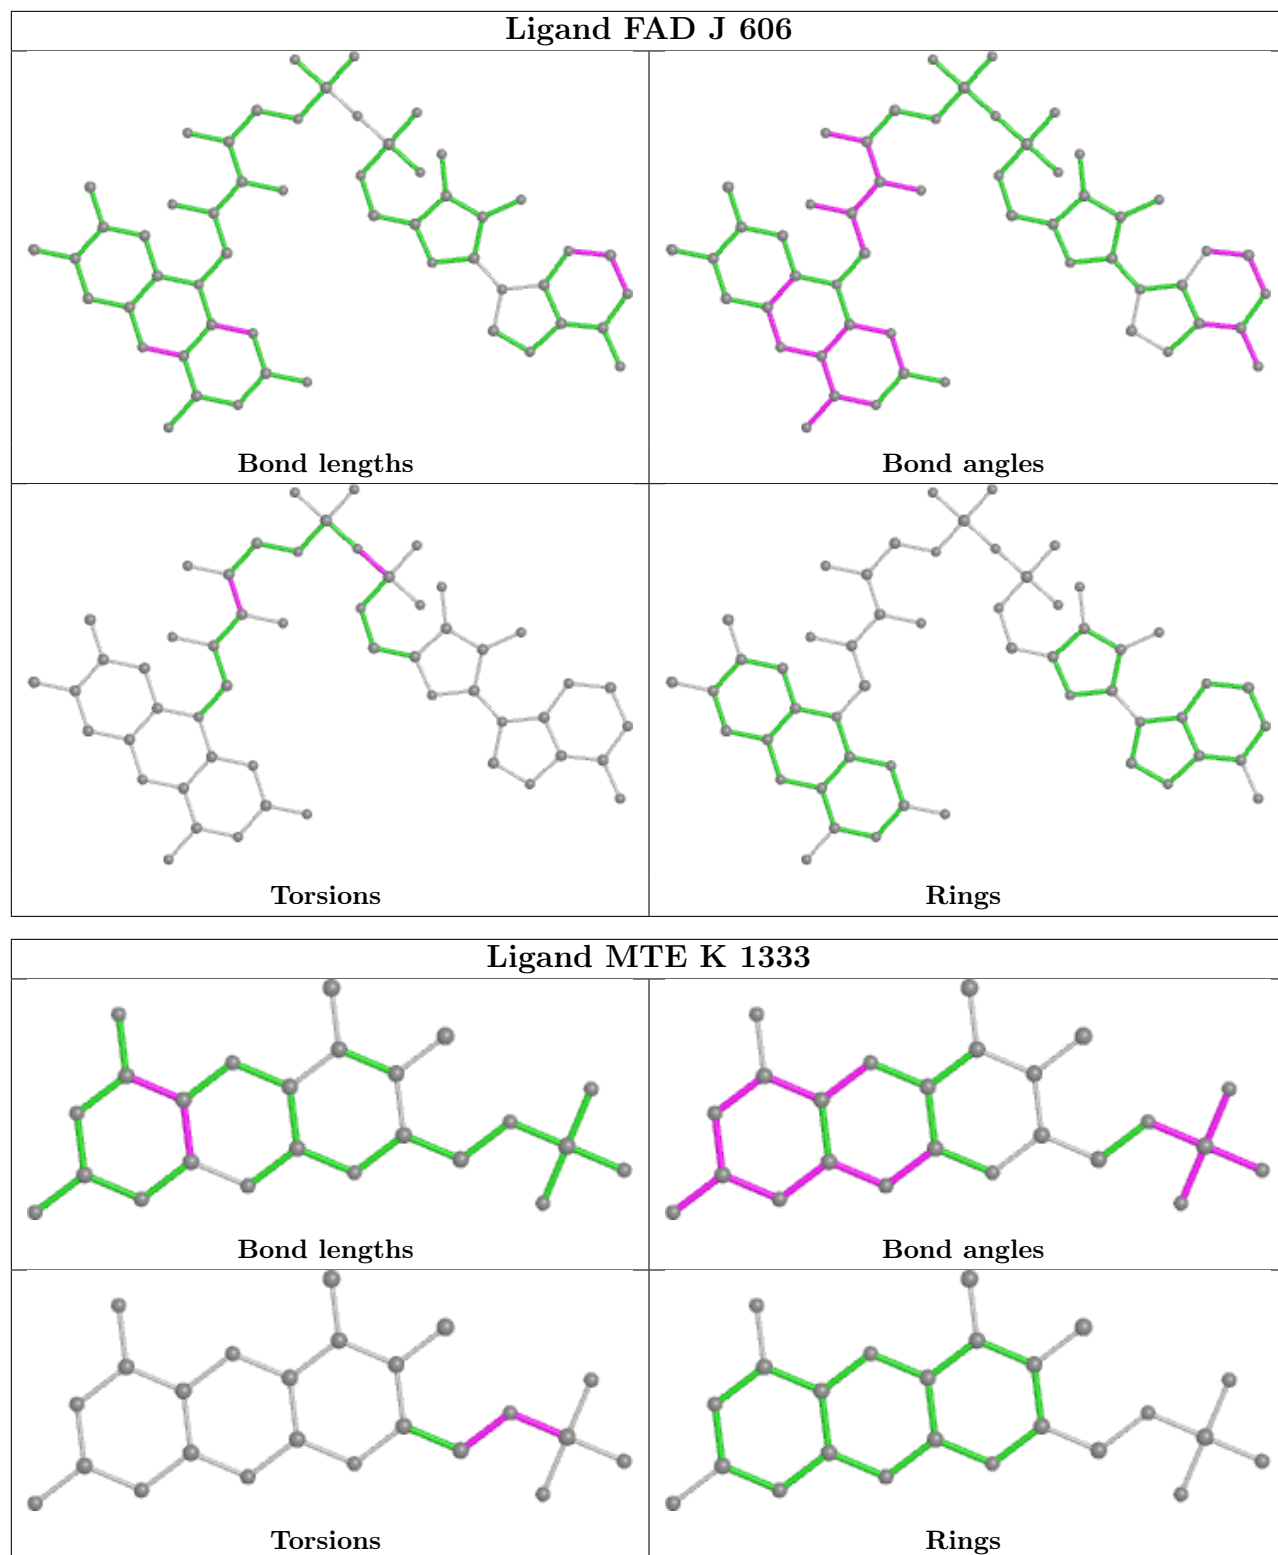 Ligand FAD J 606
Bond lengths
Bond angles
Torsions
Rings
Ligand MTE K 1333
Bond lengths
Bond angles
Torsions
Rings